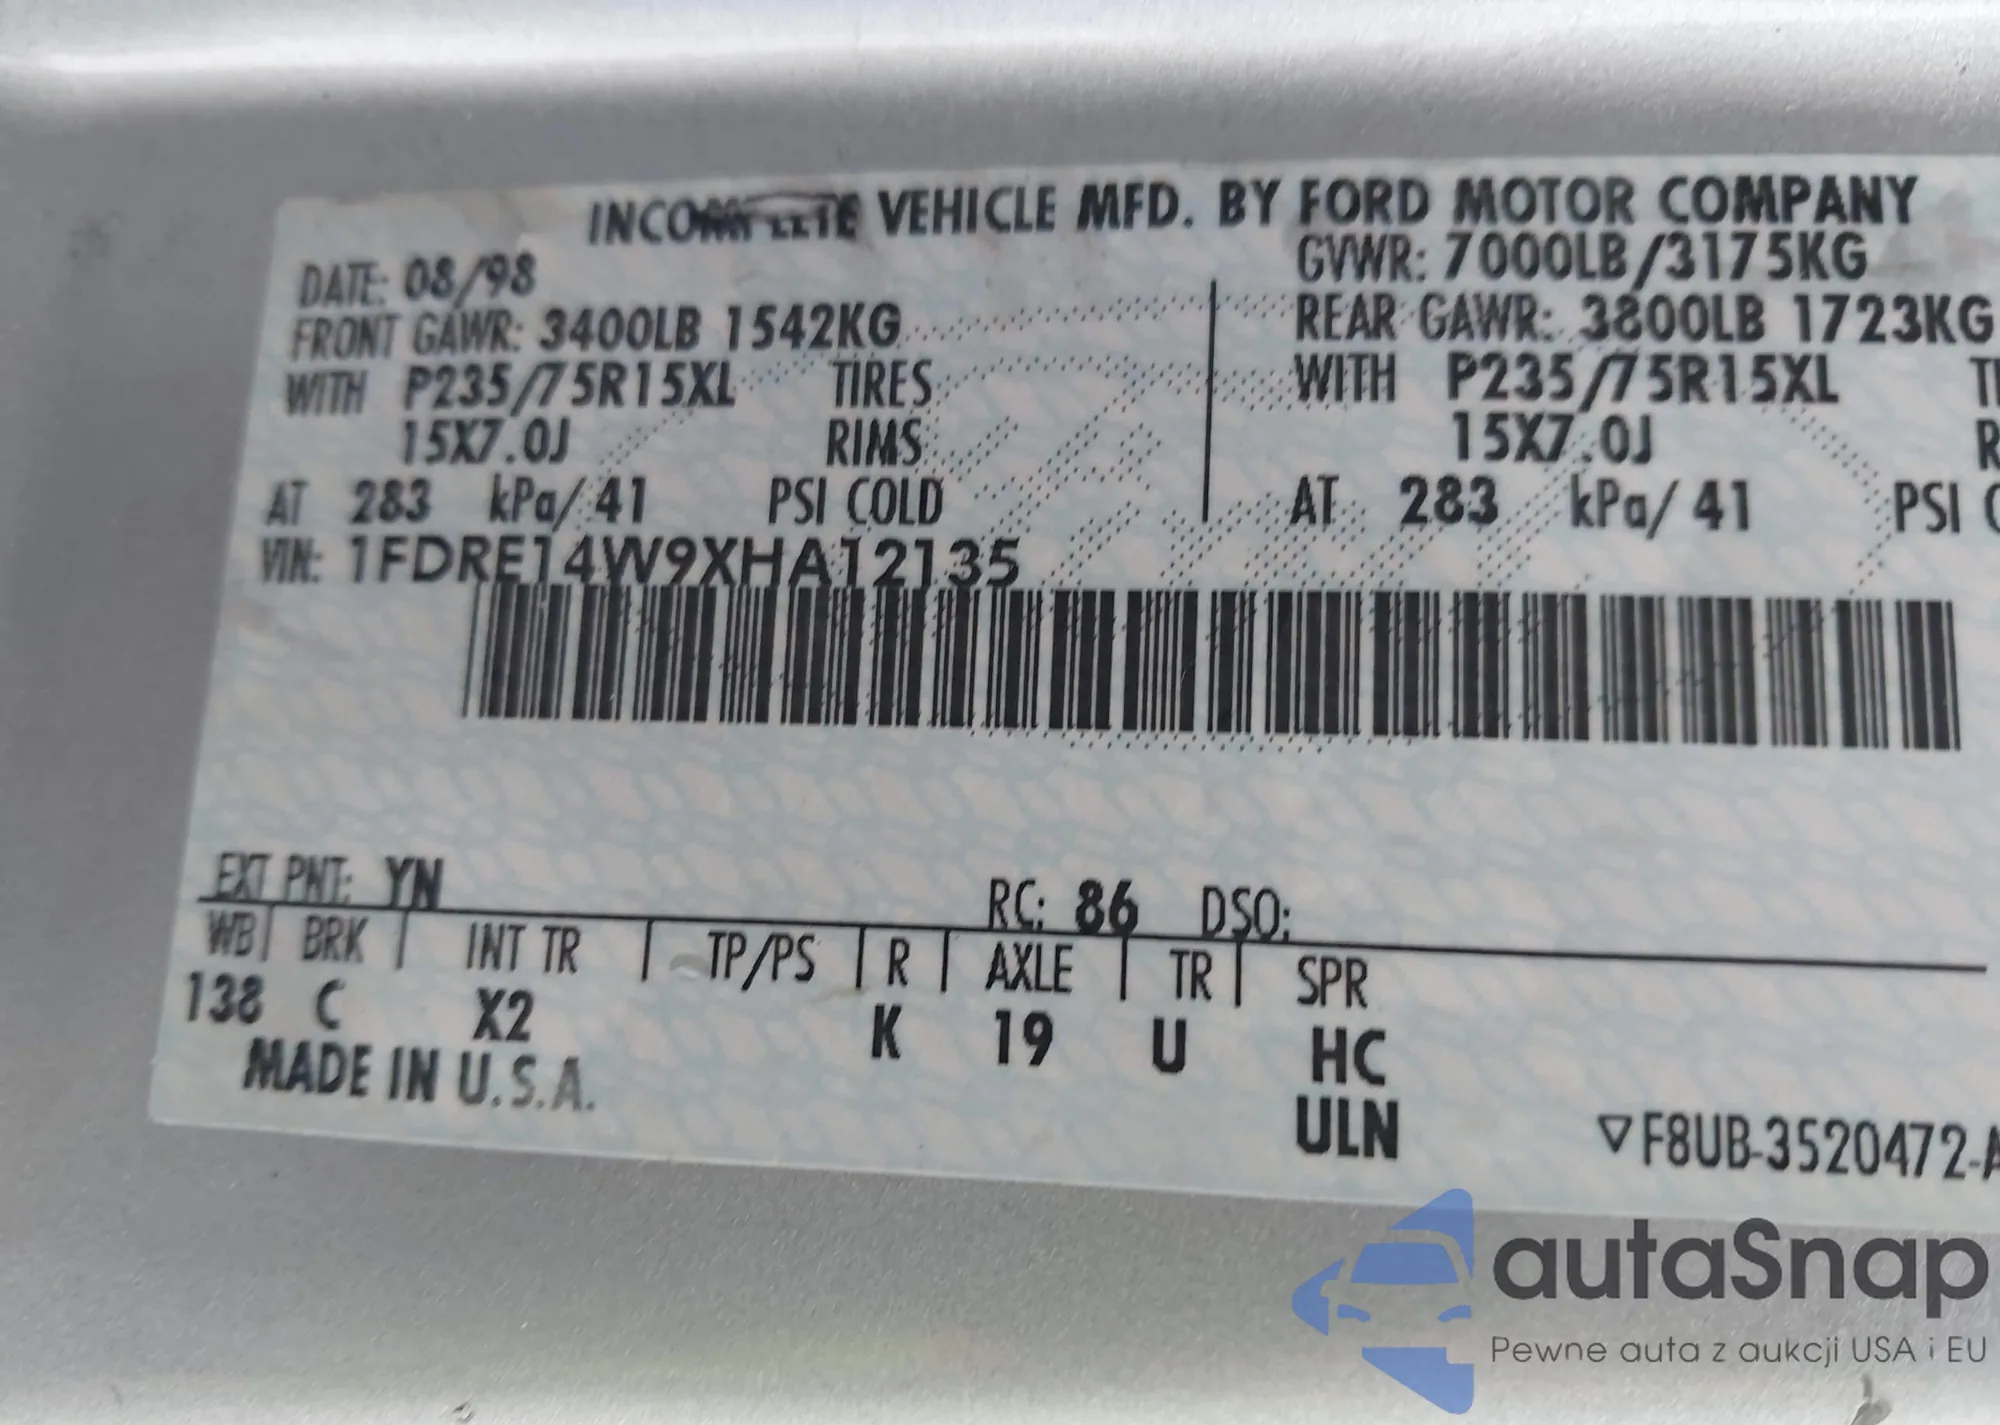 INCOMPLETE VEHICLE MFD. BY FORD MOTOR COMPANY
DATE: 08/98
GVWR: 7000LB/3175KG
FRONT GAWR: 3400LB 1542KG
REAR GAWR: 3800LB 1723KG
WITH P235/75R15XL TIRES
WITH P235/75R15XL
15X7.0J RIMS
15X7.0J
AT 283 kPa/ 41 PSI COLD
AT 283 kPa/ 41 PSI
VIN: 1FDRE14W9XHA12135
EXT PNT: YN RC: 86 DSO:
WB BRK INT TR TP/PS R AXLE TR SPR
138 C X2 K 19 U HC
MADE IN U.S.A. ULN
▽F8UB-3520472-A
autaSnap
Pewne auta z aukcji USA i EU